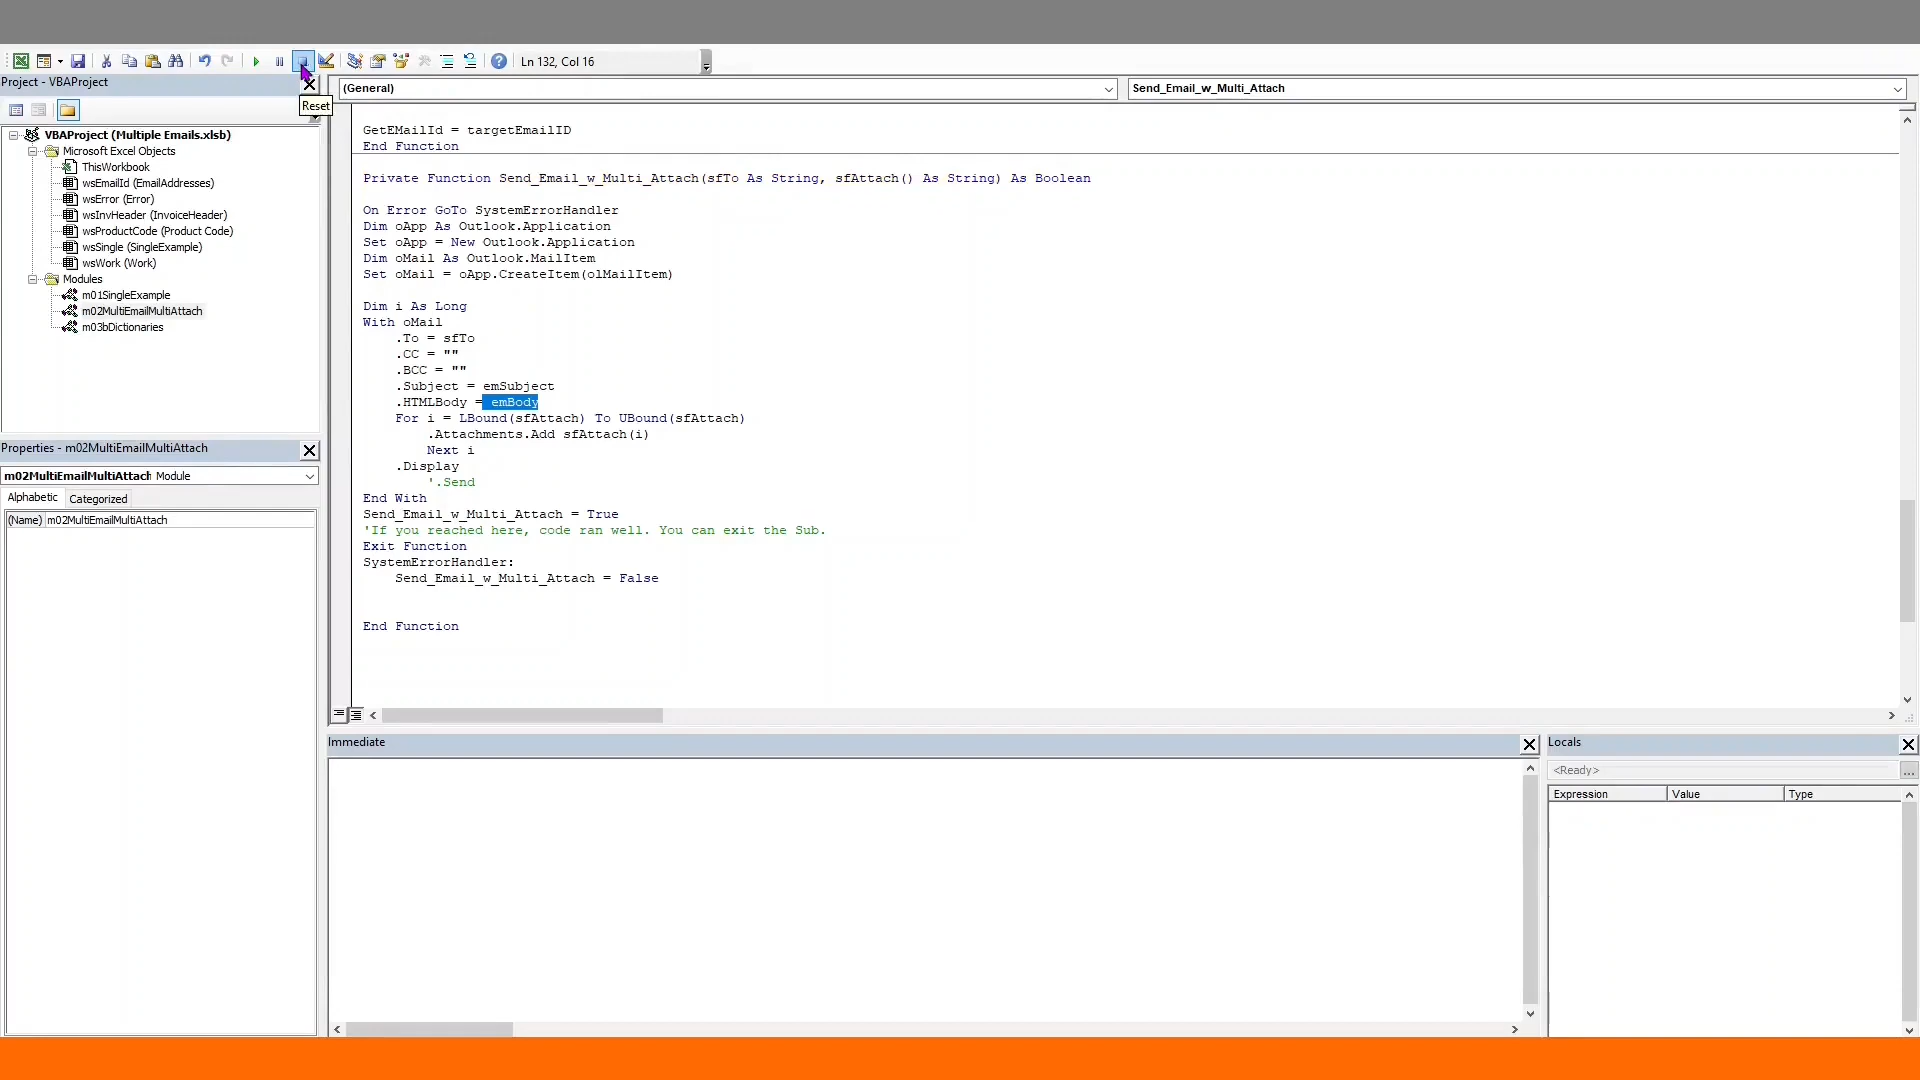 Ln 132, Col 16
Project - VBAProject
Reset
VBAProject (Multiple Emails.xlsb)
Microsoft Excel Objects
ThisWorkbook
wsEmailId (EmailAddresses)
wsError (Error)
wsInvHeader (InvoiceHeader)
wsProductCode (Product Code)
wsSingle (SingleExample)
wsWork (Work)
Modules
m01SingleExample
m02MultiEmailMultiAttach
m03bDictionaries
Properties - m02MultiEmailMultiAttach
m02MultiEmailMultiAttach Module
Alphabetic Categorized
(Name) m02MultiEmailMultiAttach
(General) Send_Email_w_Multi_Attach
GetEMailId = targetEmailID
End Function
Private Function Send_Email_w_Multi_Attach(sfTo As String, sfAttach() As String) As Boolean
On Error GoTo SystemErrorHandler
Dim oApp As Outlook.Application
Set oApp = New Outlook.Application
Dim oMail As Outlook.MailItem
Set oMail = oApp.CreateItem(olMailItem)
Dim i As Long
With oMail
.To = sfTo
.CC = ""
.BCC = ""
.Subject = emSubject
.HTMLBody = emBody
For i = LBound(sfAttach) To UBound(sfAttach)
.Attachments.Add sfAttach(i)
Next i
.Display
'.Send
End With
Send_Email_w_Multi_Attach = True
'If you reached here, code ran well. You can exit the Sub.
Exit Function
SystemErrorHandler:
Send_Email_w_Multi_Attach = False
End Function
Immediate
Locals
<Ready>
Expression Value Type